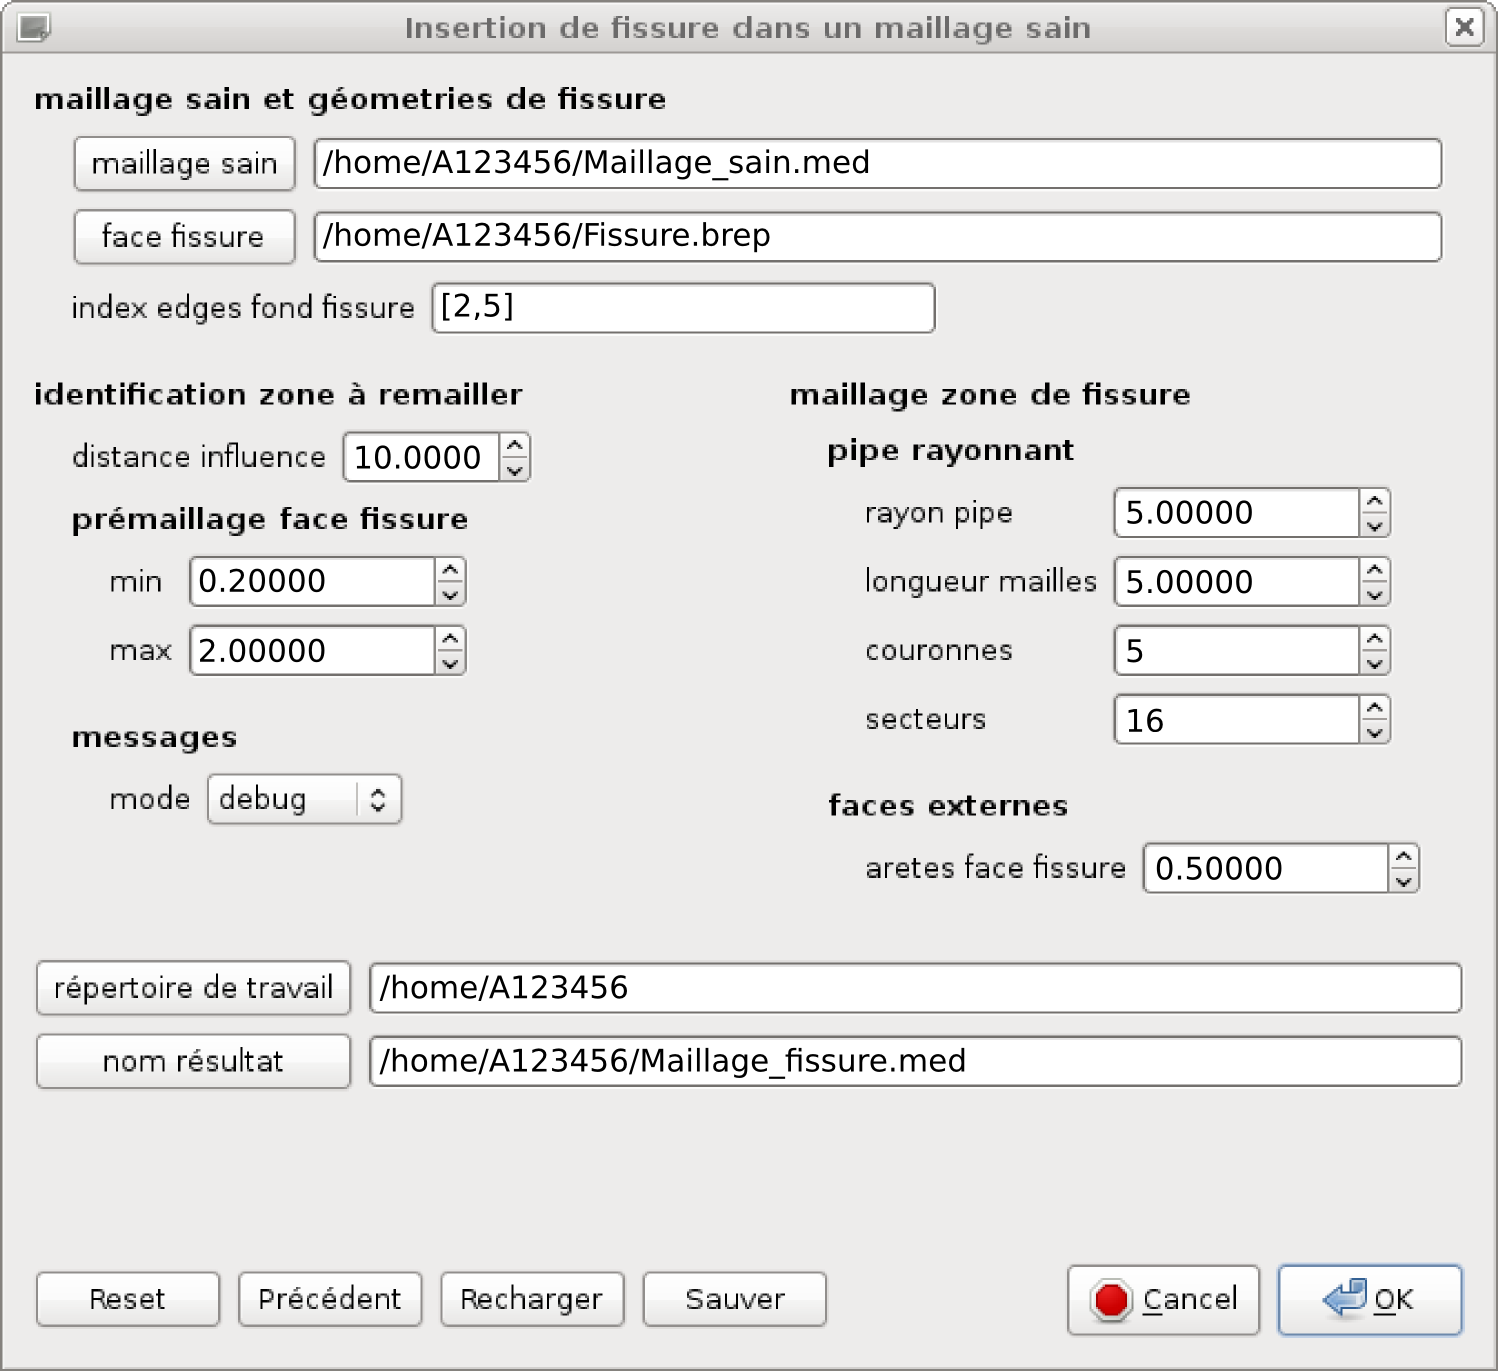 Insertion de fissure dans un maillage sain
maillage sain et géometries de fissure
maillage sain /home/A123456/Maillage_sain.med
face fissure /home/A123456/Fissure.brep
index edges fond fissure [2,5]
identification zone à remailler
distance influence 10.0000
prémaillage face fissure
min 0.20000
max 2.00000
messages
mode debug
maillage zone de fissure
pipe rayonnant
rayon pipe 5.00000
longueur mailles 5.00000
couronnes 5
secteurs 16
faces externes
aretes face fissure 0.50000
répertoire de travail /home/A123456
nom résultat /home/A123456/Maillage_fissure.med
Reset Précédent Recharger Sauver Cancel OK